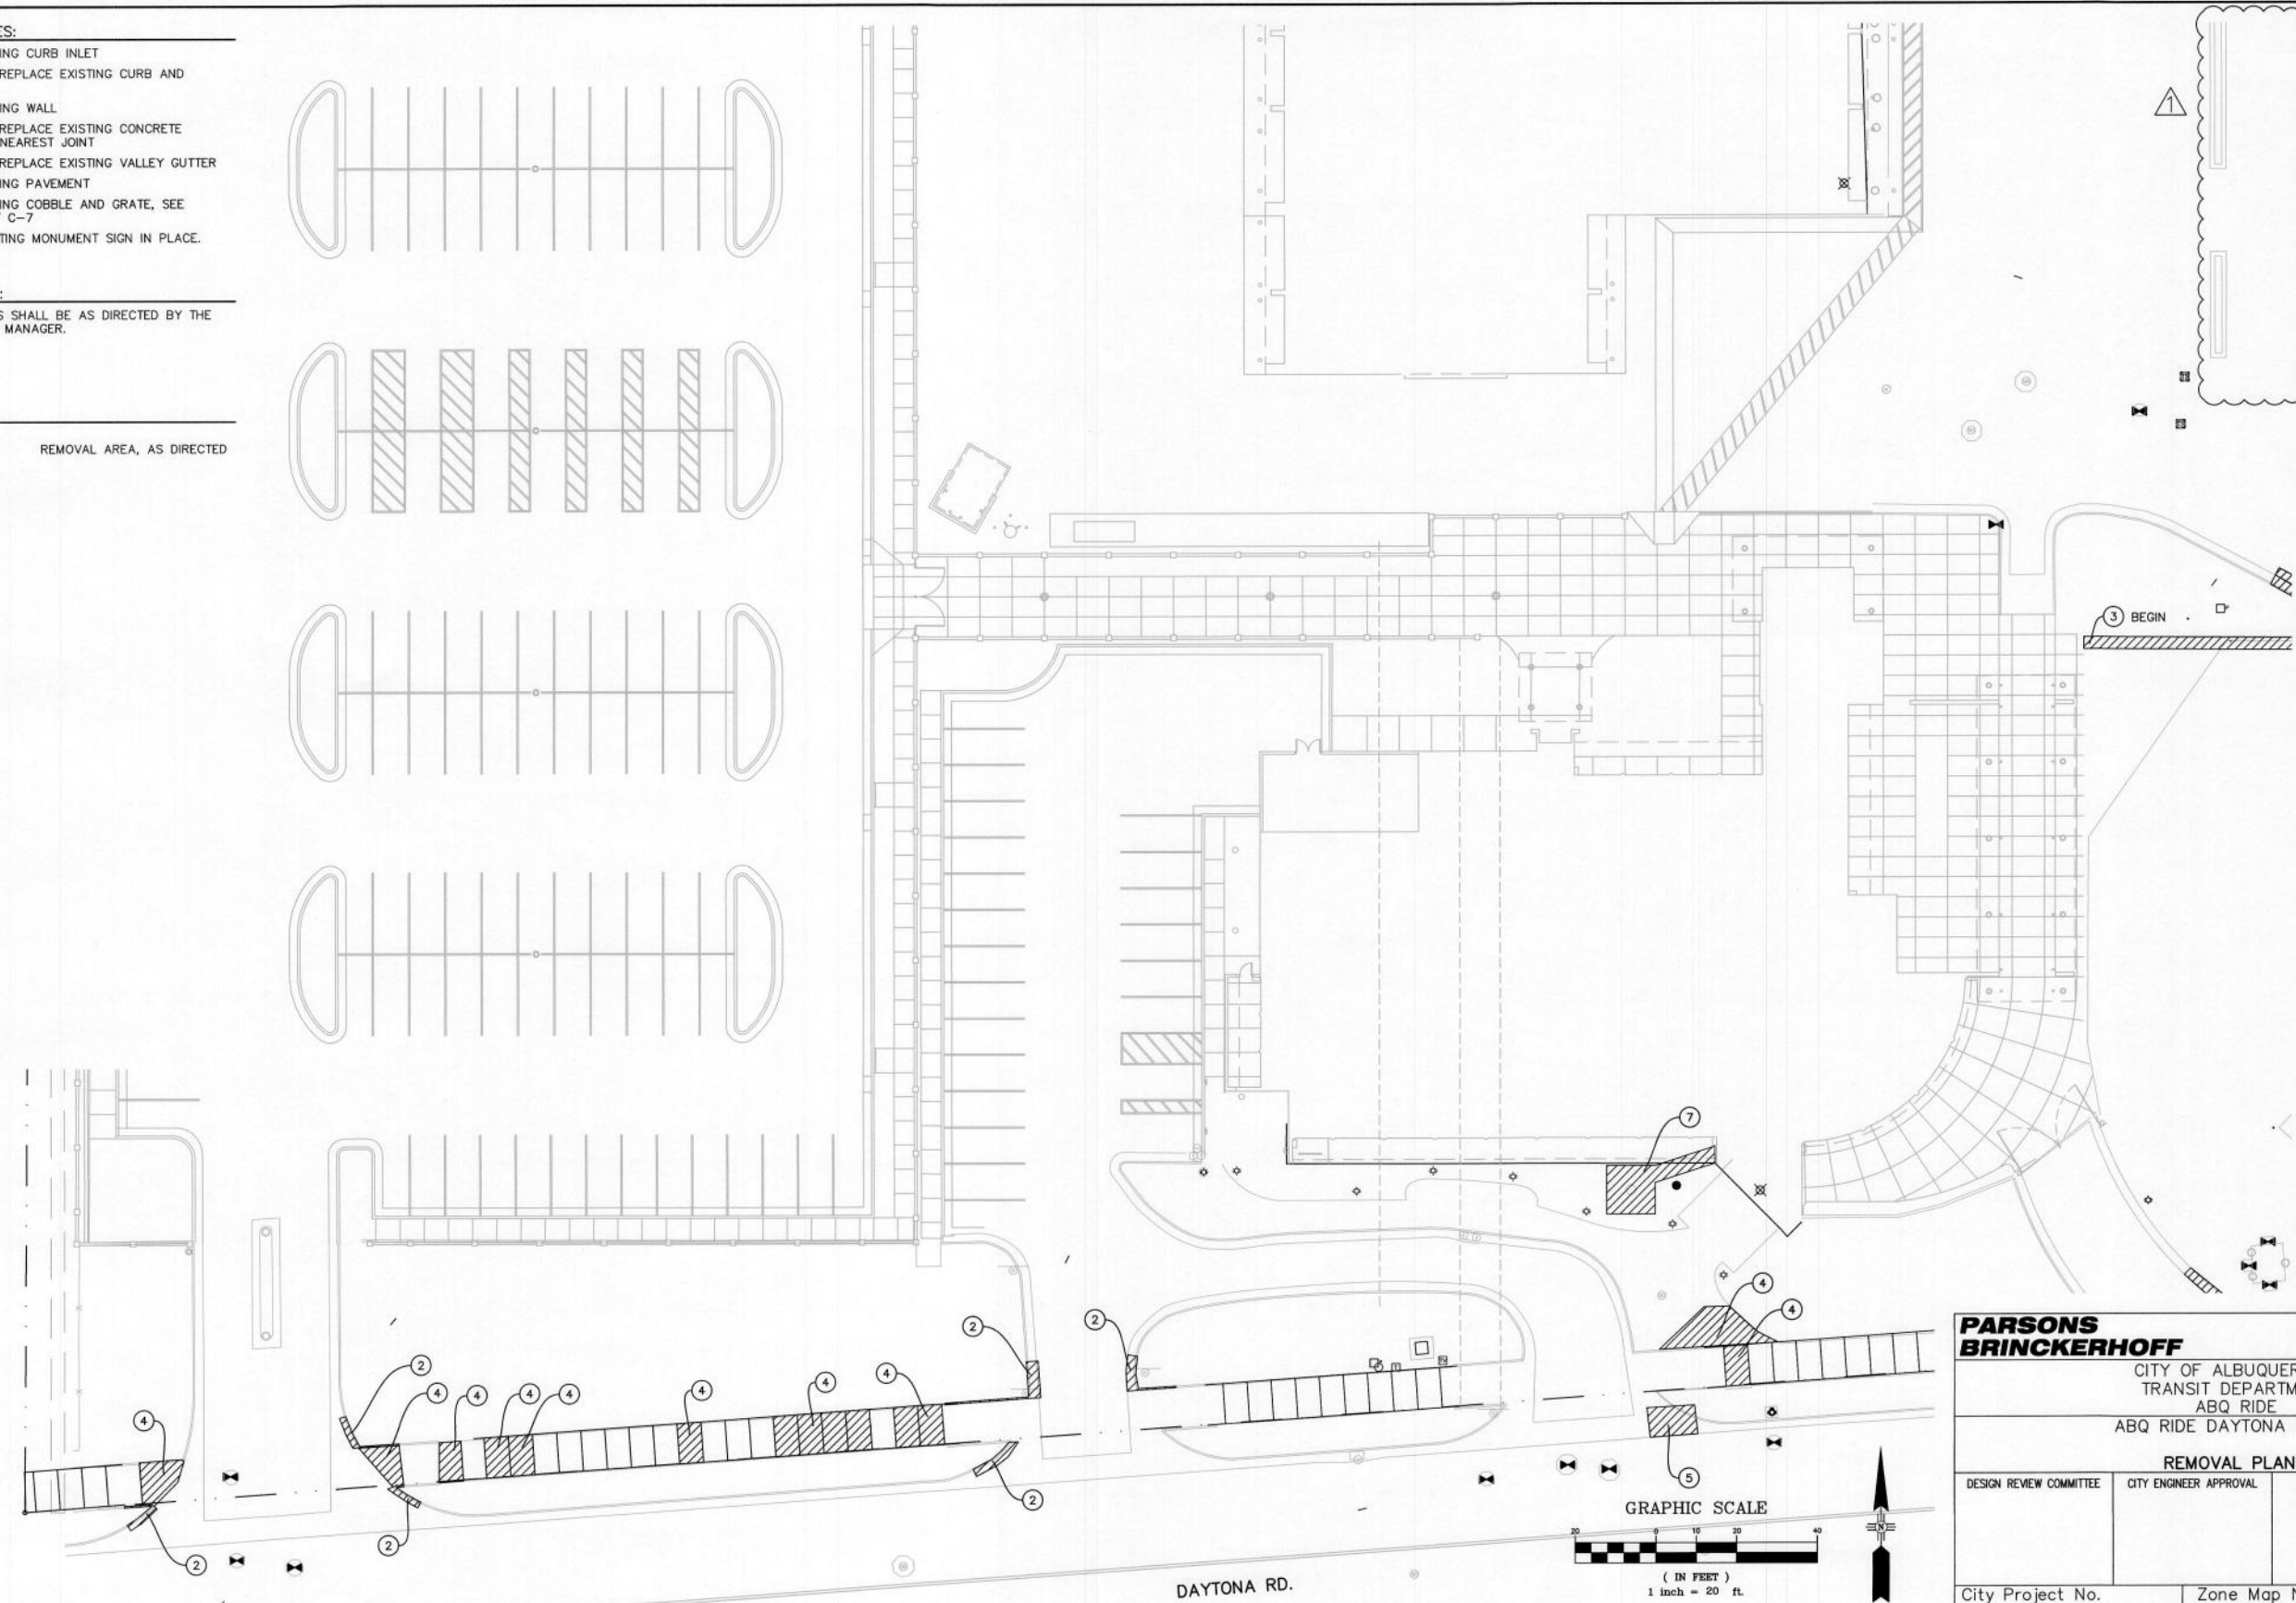 ES:
ING CURB INLET
REPLACE EXISTING CURB AND
ING WALL
REPLACE EXISTING CONCRETE
NEAREST JOINT
REPLACE EXISTING VALLEY GUTTER
ING PAVEMENT
ING COBBLE AND GRATE, SEE
C-7
TING MONUMENT SIGN IN PLACE.
:
S SHALL BE AS DIRECTED BY THE
MANAGER.
REMOVAL AREA, AS DIRECTED
1
3 BEGIN
7
4
4
2
2
2
4
4
4
4
4
4
4
4
2
2
2
5
DAYTONA RD.
GRAPHIC SCALE
20 0 10 20 40
( IN FEET )
1 inch = 20 ft.
N
PARSONS
BRINCKERHOFF
CITY OF ALBUQUER
TRANSIT DEPARTM
ABQ RIDE
ABQ RIDE DAYTONA
REMOVAL PLAN
DESIGN REVIEW COMMITTEE
CITY ENGINEER APPROVAL
City Project No.
Zone Map N